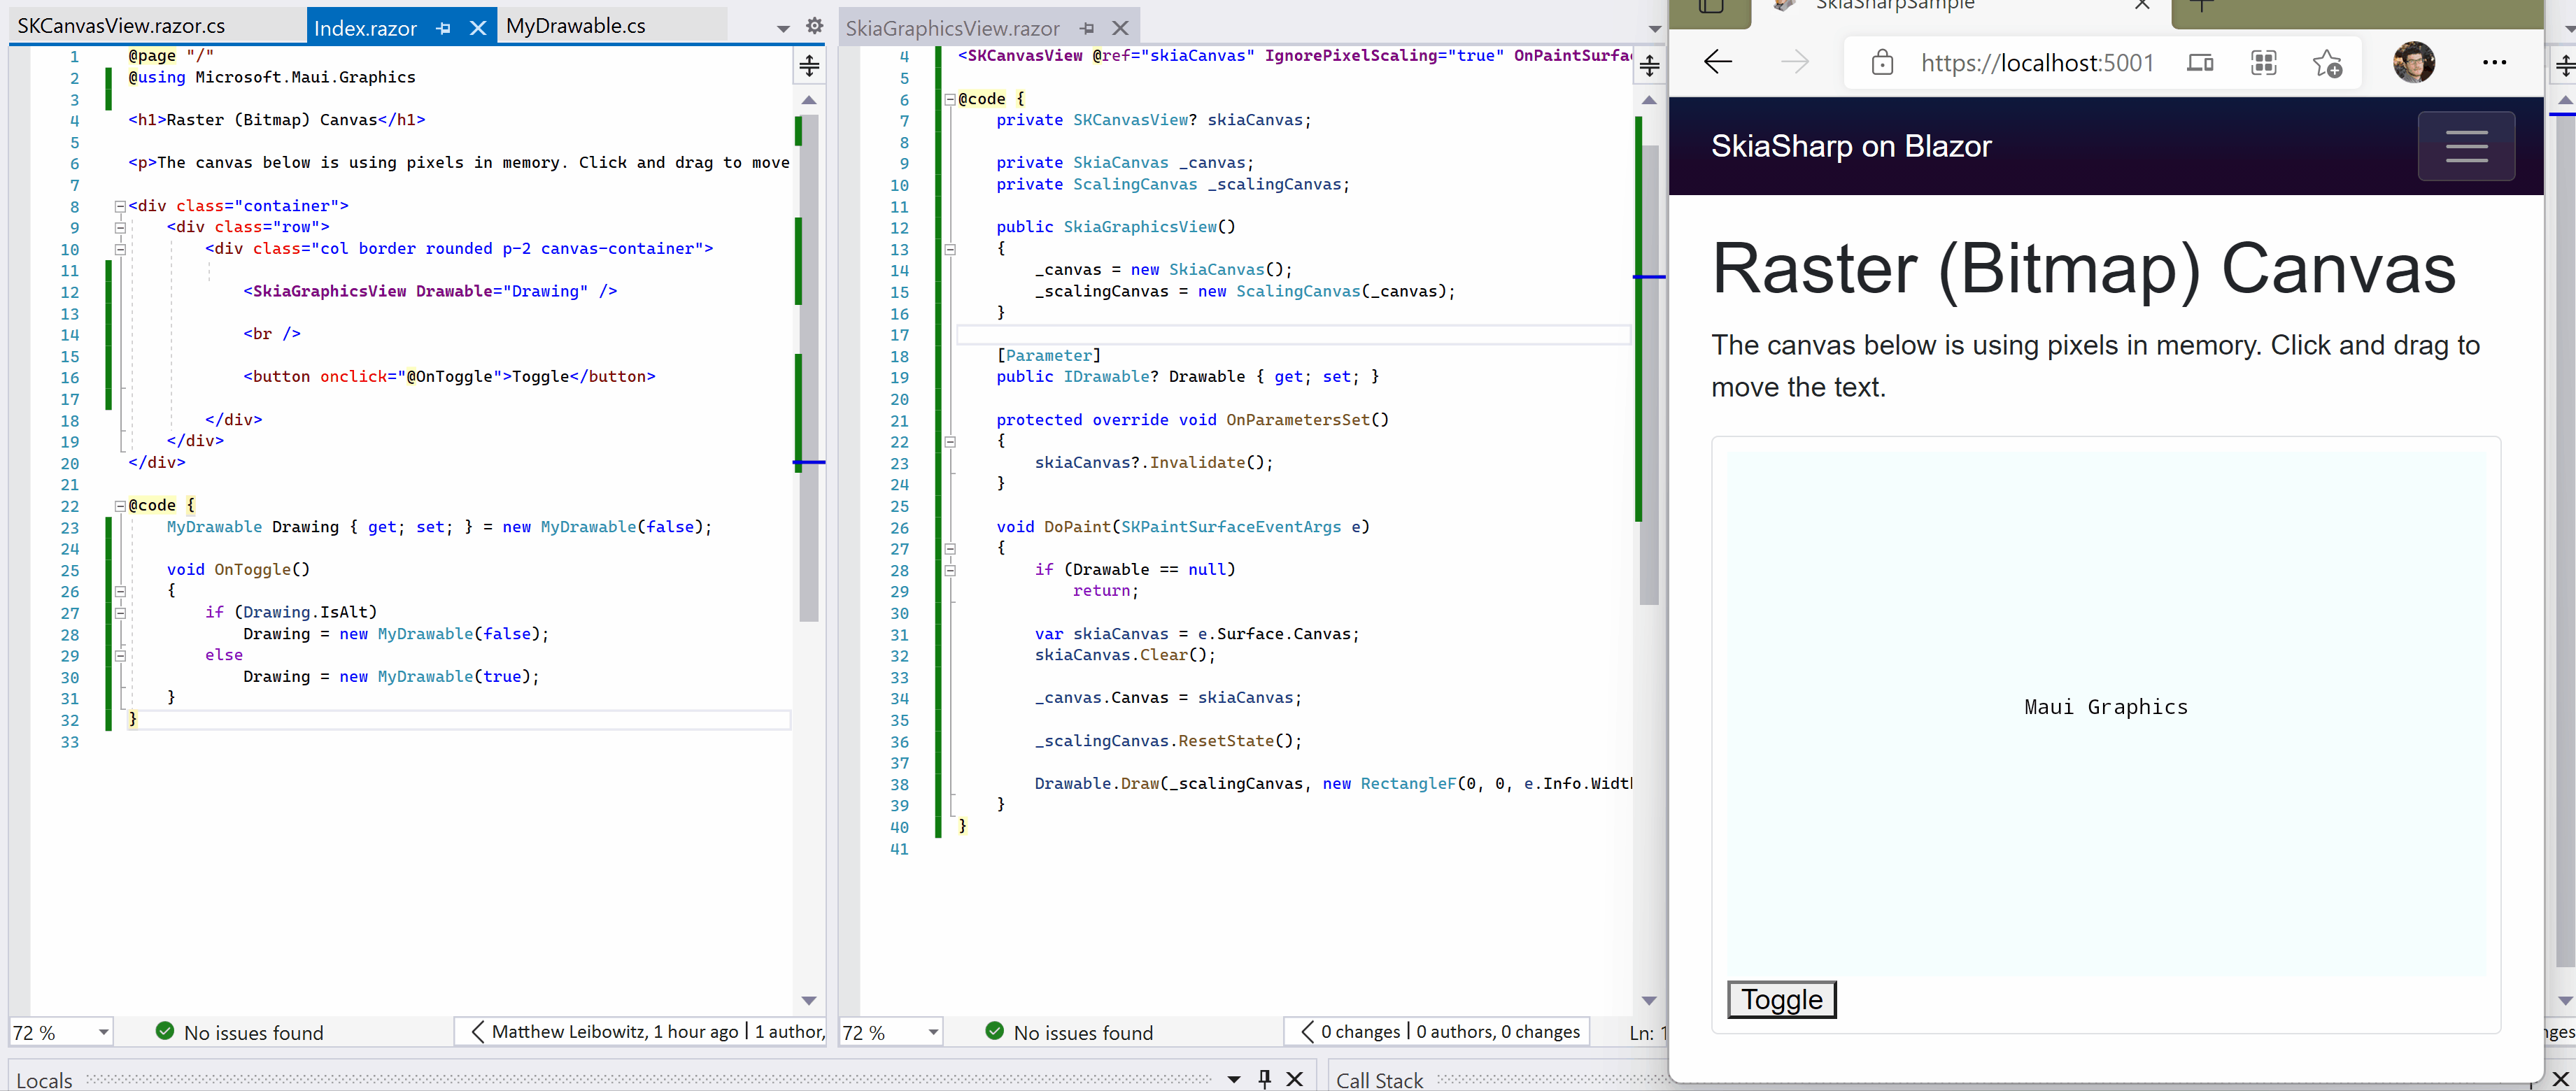 SKCanvasView.razor.cs
Index.razor
MyDrawable.cs
1 @page "/"
2 @using Microsoft.Maui.Graphics
3
4 <h1>Raster (Bitmap) Canvas</h1>
5
6 <p>The canvas below is using pixels in memory. Click and drag to move
7
8 <div class="container">
9 <div class="row">
10 <div class="col border rounded p-2 canvas-container">
11
12 <SkiaGraphicsView Drawable="Drawing" />
13
14 <br />
15
16 <button onclick="@OnToggle">Toggle</button>
17
18 </div>
19 </div>
20 </div>
21
22 @code {
23 MyDrawable Drawing { get; set; } = new MyDrawable(false);
24
25 void OnToggle()
26 {
27 if (Drawing.IsAlt)
28 Drawing = new MyDrawable(false);
29 else
30 Drawing = new MyDrawable(true);
31 }
32 }
33
72 %
No issues found
Matthew Leibowitz, 1 hour ago | 1 author,
SkiaGraphicsView.razor
4 <SKCanvasView @ref="skiaCanvas" IgnorePixelScaling="true" OnPaintSurfa
5
6 @code {
7 private SKCanvasView? skiaCanvas;
8
9 private SkiaCanvas _canvas;
10 private ScalingCanvas _scalingCanvas;
11
12 public SkiaGraphicsView()
13 {
14 _canvas = new SkiaCanvas();
15 _scalingCanvas = new ScalingCanvas(_canvas);
16 }
17
18 [Parameter]
19 public IDrawable? Drawable { get; set; }
20
21 protected override void OnParametersSet()
22 {
23 skiaCanvas?.Invalidate();
24 }
25
26 void DoPaint(SKPaintSurfaceEventArgs e)
27 {
28 if (Drawable == null)
29 return;
30
31 var skiaCanvas = e.Surface.Canvas;
32 skiaCanvas.Clear();
33
34 _canvas.Canvas = skiaCanvas;
35
36 _scalingCanvas.ResetState();
37
38 Drawable.Draw(_scalingCanvas, new RectangleF(0, 0, e.Info.Widt
39 }
40 }
41
72 %
No issues found
0 changes | 0 authors, 0 changes
Ln: 1
Locals
Call Stack
SkiaSharpSample
https://localhost:5001
SkiaSharp on Blazor
Raster (Bitmap) Canvas
The canvas below is using pixels in memory. Click and drag to
move the text.
Maui Graphics
Toggle